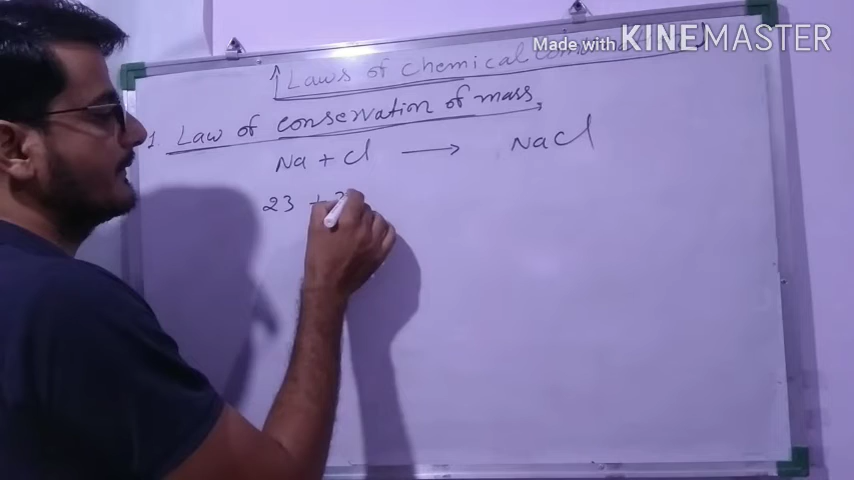 Made with KINEMASTER
Laws of chemical
1. Law of conservation of mass,
Na + Cl ⟶ NaCl
23 +